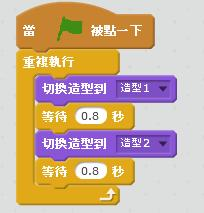 當 被點一下
重複執行
切換造型到 造型1
等待 0.8 秒
切換造型到 造型2
等待 0.8 秒